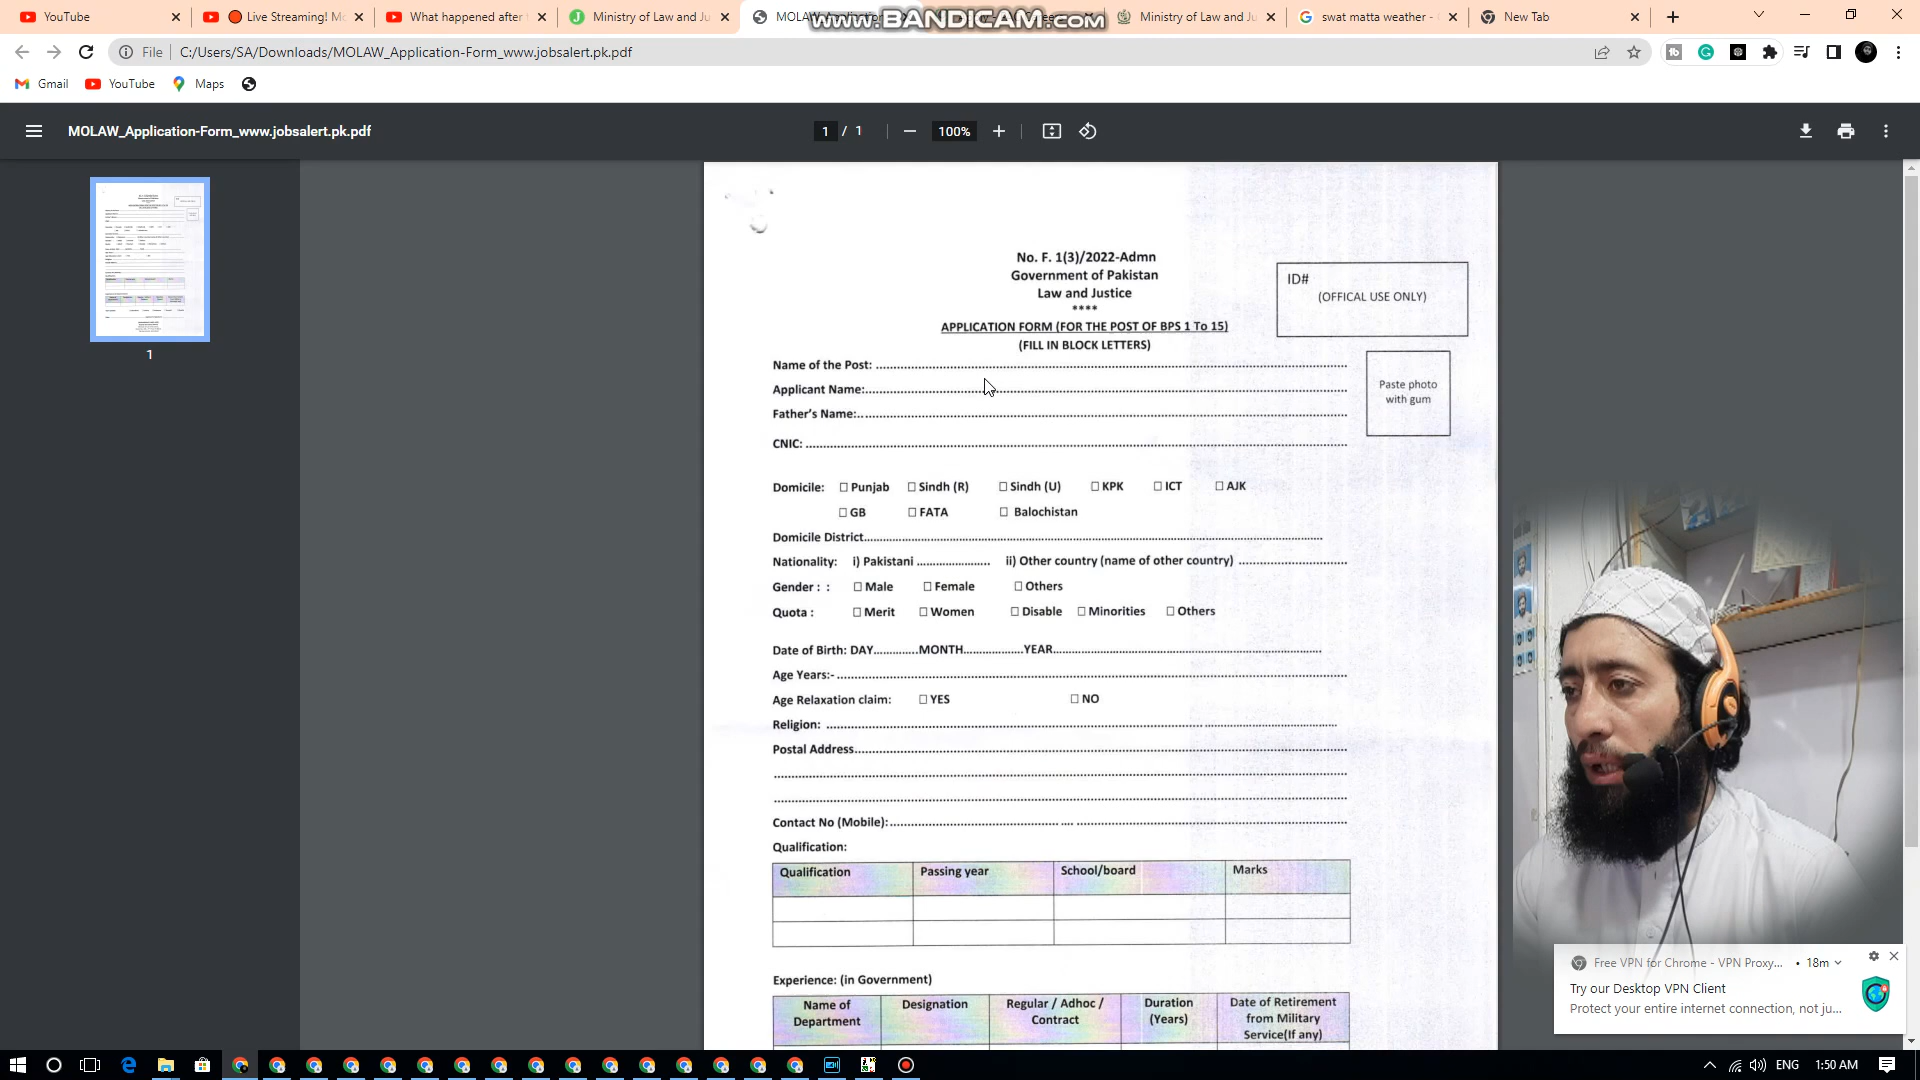 YouTube
Live Streaming! Mo
What happened after
Ministry of Law and Ju
MOLAW_Application
www.BANDICAM.com
Ministry of Law and Ju
swat matta weather -
New Tab
File
C:/Users/SA/Downloads/MOLAW_Application-Form_www.jobsalert.pk.pdf
Gmail
YouTube
Maps
MOLAW_Application-Form_www.jobsalert.pk.pdf
1 / 1
100%
1
No. F. 1(3)/2022-Admn
Government of Pakistan
Law and Justice
****
APPLICATION FORM (FOR THE POST OF BPS 1 To 15)
(FILL IN BLOCK LETTERS)
ID#
(OFFICAL USE ONLY)
Paste photo
with gum
Name of the Post:
Applicant Name:
Father's Name:
CNIC:
Domicile: Punjab Sindh (R) Sindh (U) KPK ICT AJK
GB FATA Balochistan
Domicile District
Nationality: i) Pakistani ii) Other country (name of other country)
Gender : : Male Female Others
Quota : Merit Women Disable Minorities Others
Date of Birth: DAY MONTH YEAR
Age Years:-
Age Relaxation claim: YES NO
Religion:
Postal Address
Contact No (Mobile):
Qualification:
Qualification Passing year School/board Marks
Experience: (in Government)
Name of Department
Designation
Regular / Adhoc / Contract
Duration (Years)
Date of Retirement from Military Service(If any)
Free VPN for Chrome - VPN Proxy... • 18m
Try our Desktop VPN Client
Protect your entire internet connection, not ju...
ENG
1:50 AM